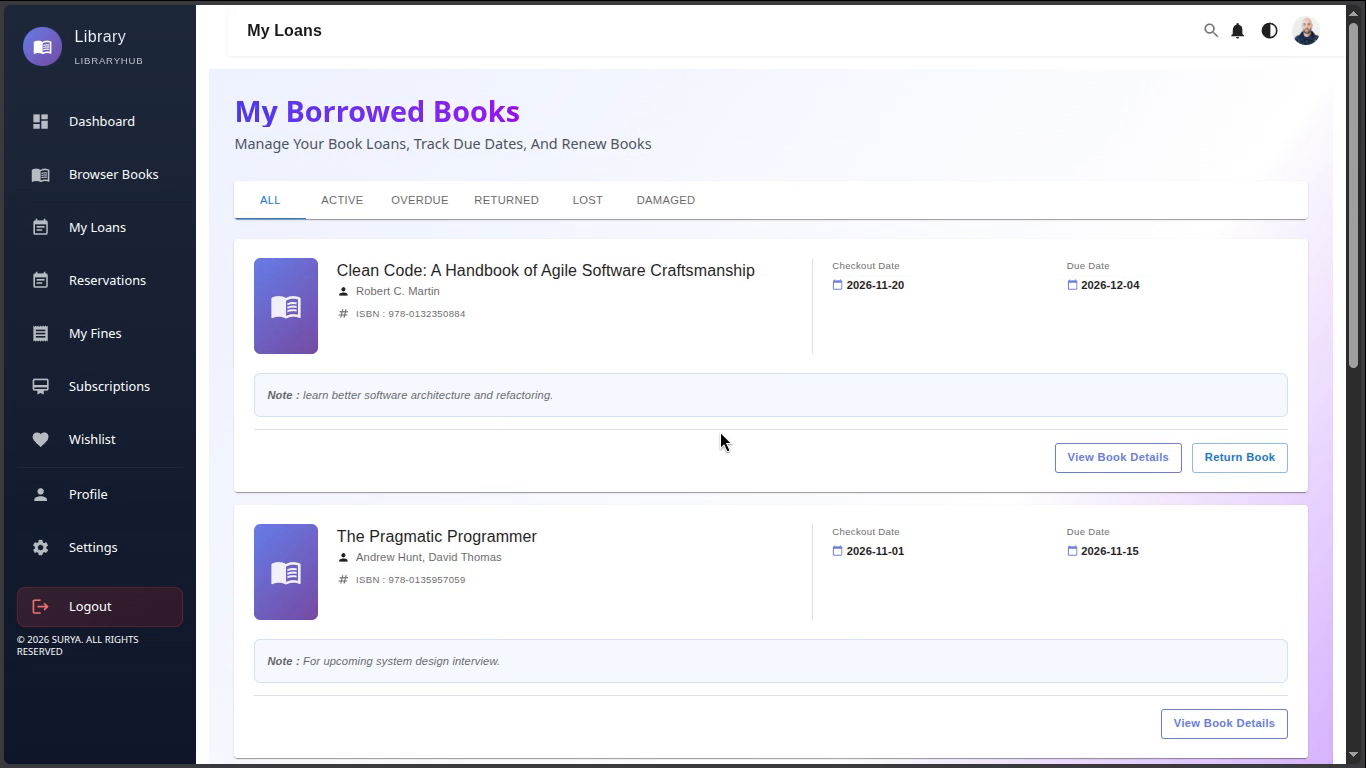 Library
LIBRARYHUB
Dashboard
Browser Books
My Loans
Reservations
My Fines
Subscriptions
Wishlist
Profile
Settings
Logout
© 2026 SURYA. ALL RIGHTS
RESERVED
My Loans
My Borrowed Books
Manage Your Book Loans, Track Due Dates, And Renew Books
ALL ACTIVE OVERDUE RETURNED LOST DAMAGED
Clean Code: A Handbook of Agile Software Craftsmanship
Robert C. Martin
# ISBN : 978-0132350884
Checkout Date
2026-11-20
Due Date
2026-12-04
Note : learn better software architecture and refactoring.
View Book Details Return Book
The Pragmatic Programmer
Andrew Hunt, David Thomas
# ISBN : 978-0135957059
Checkout Date
2026-11-01
Due Date
2026-11-15
Note : For upcoming system design interview.
View Book Details